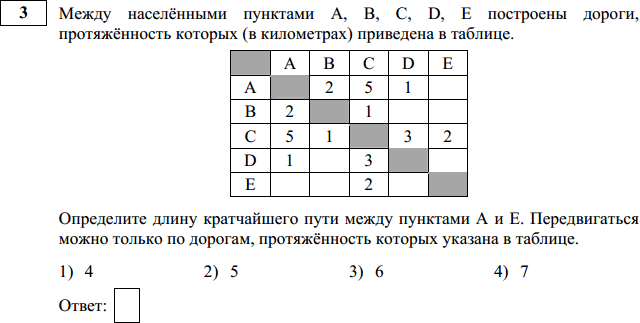 3
Между населёнными пунктами A, B, C, D, E построены дороги,
протяжённость которых (в километрах) приведена в таблице.
A B C D E
A 2 5 1
B 2 1
C 5 1 3 2
D 1 3
E 2
Определите длину кратчайшего пути между пунктами A и E. Передвигаться
можно только по дорогам, протяжённость которых указана в таблице.
1) 4 2) 5 3) 6 4) 7
Ответ: